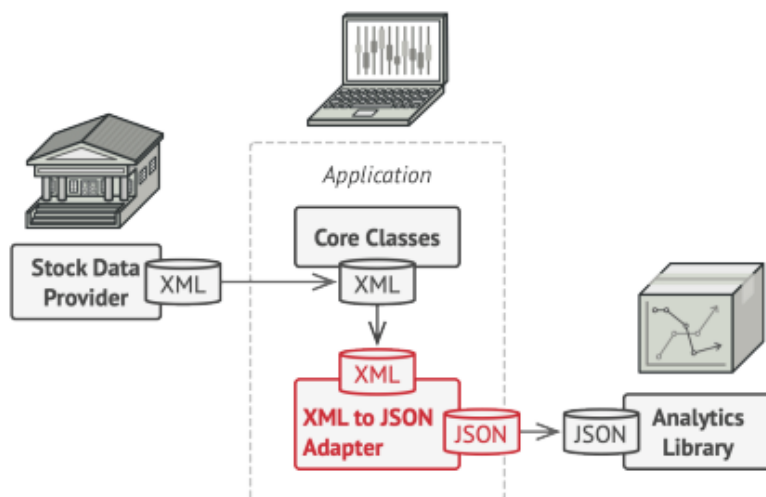 Application
Core Classes
XML
Stock Data
Provider
XML
XML
XML to JSON
Adapter
JSON
JSON
Analytics
Library